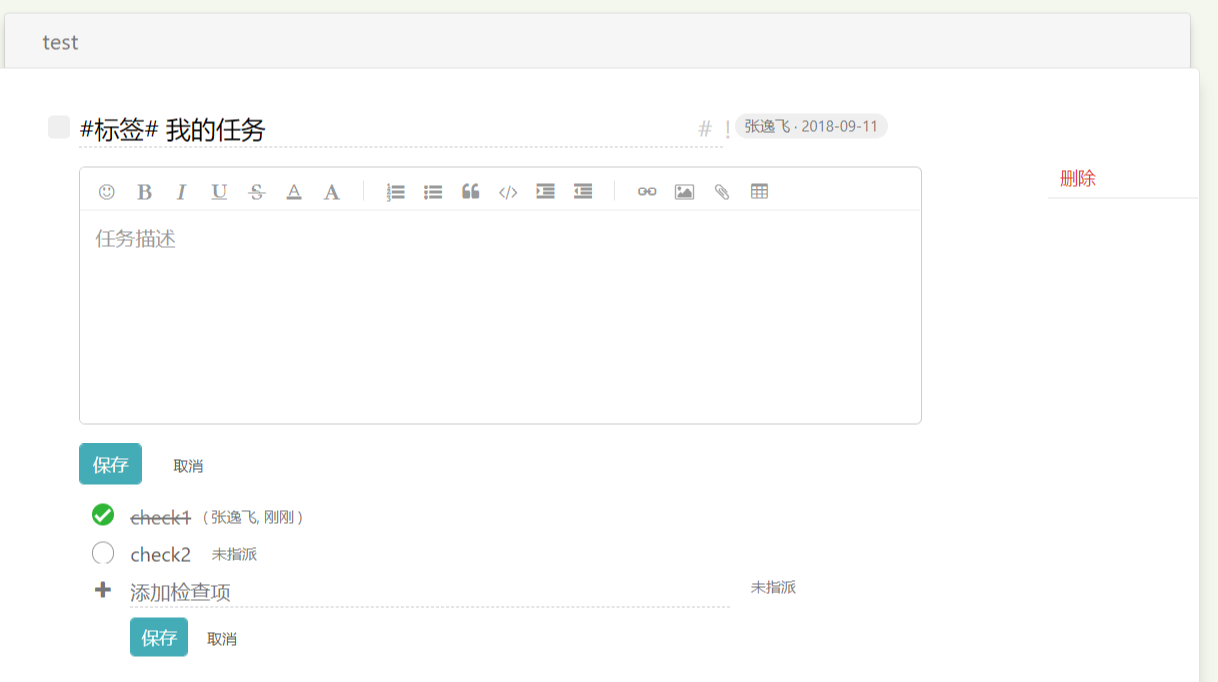 test
#标签# 我的任务 # ! 张逸飞 · 2018-09-11
删除
任务描述
保存 取消
check1 ( 张逸飞, 刚刚 )
check2 未指派
添加检查项 未指派
保存 取消